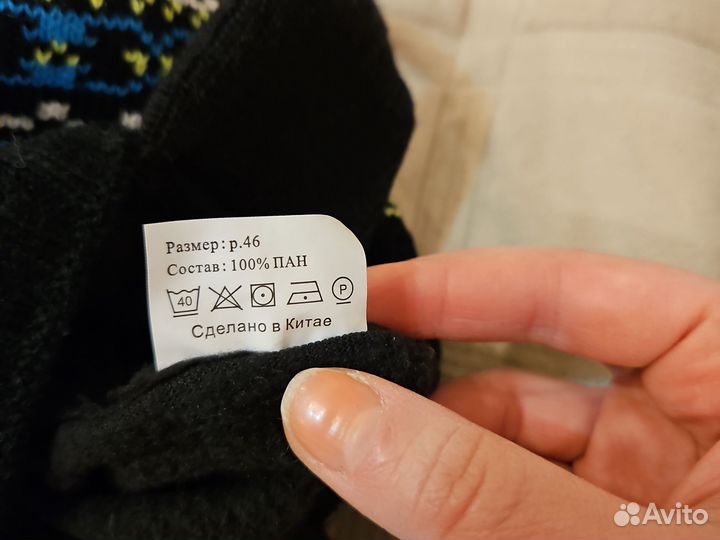 Размер: р.46
Состав: 100% ПАН
40 P
Сделано в Китае
Avito